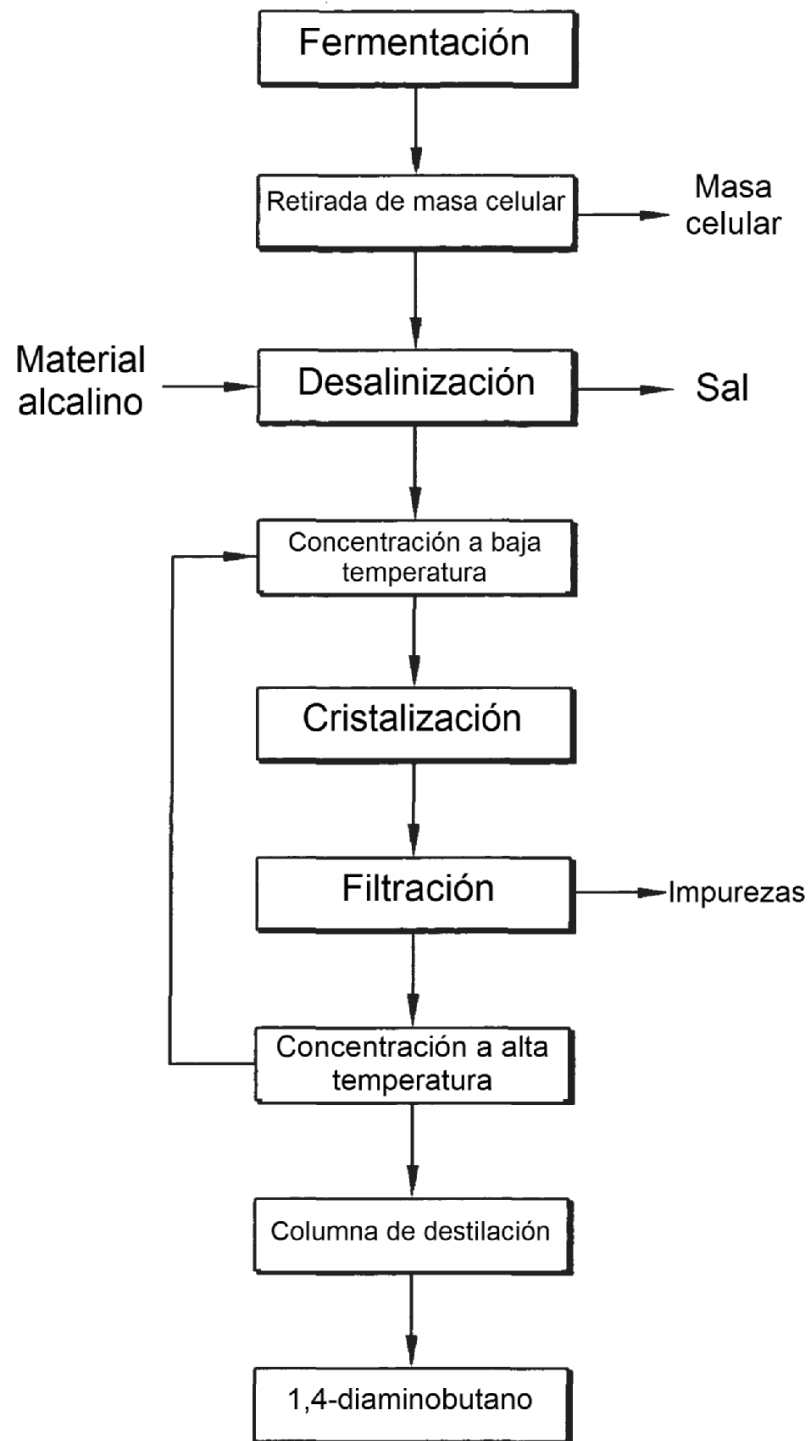 Fermentación
Retirada de masa celular
Masa
celular
Material
alcalino
Desalinización
Sal
Concentración a baja
temperatura
Cristalización
Filtración
Impurezas
Concentración a alta
temperatura
Columna de destilación
1,4-diaminobutano